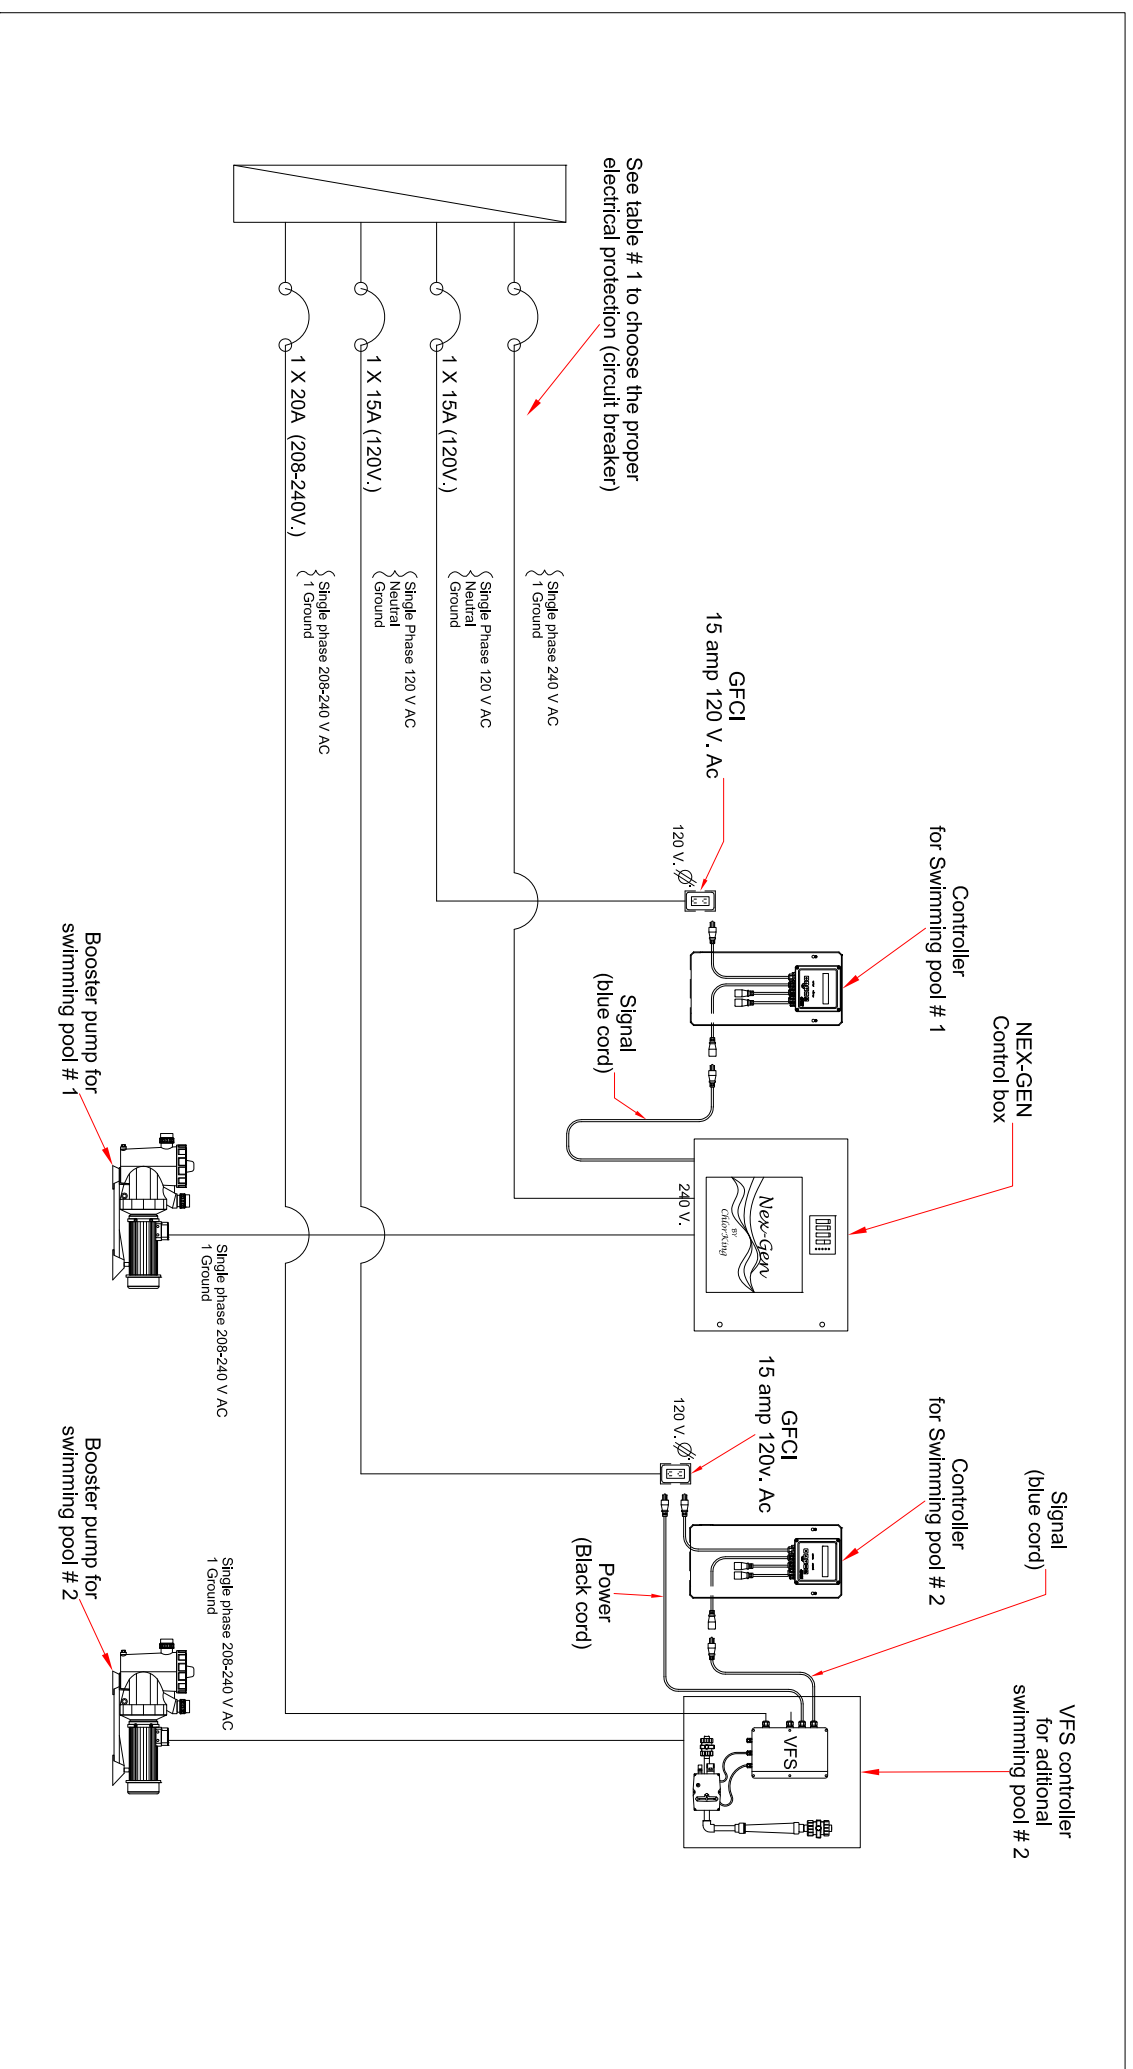 See table # 1 to choose the proper
electrical protection (circuit breaker)
1 X 15A (120V.)
1 X 15A (120V.)
1 X 20A (208-240V.)
SIngle phase 240 V AC
1 Ground
Single Phase 120 V AC
Neutral
Ground
Single Phase 120 V AC
Neutral
Ground
Single phase 208-240 V AC
1 Ground
GFCI
15 amp 120 V. Ac
120 V.
Controller
for Swimming pool # 1
Signal
(blue cord)
NEX-GEN
Control box
240 V.
Nex-Gen
BY
ChlorKing
Booster pump for
swimming pool # 1
SIngle phase 208-240 V AC
1 Ground
GFCI
15 amp 120v. Ac
120 V.
Controller
for Swimming pool # 2
Signal
(blue cord)
Power
(Black cord)
VFS controller
for aditional
swimming pool # 2
VFS
Booster pump for
swimming pool # 2
Single phase 208-240 V AC
1 Ground